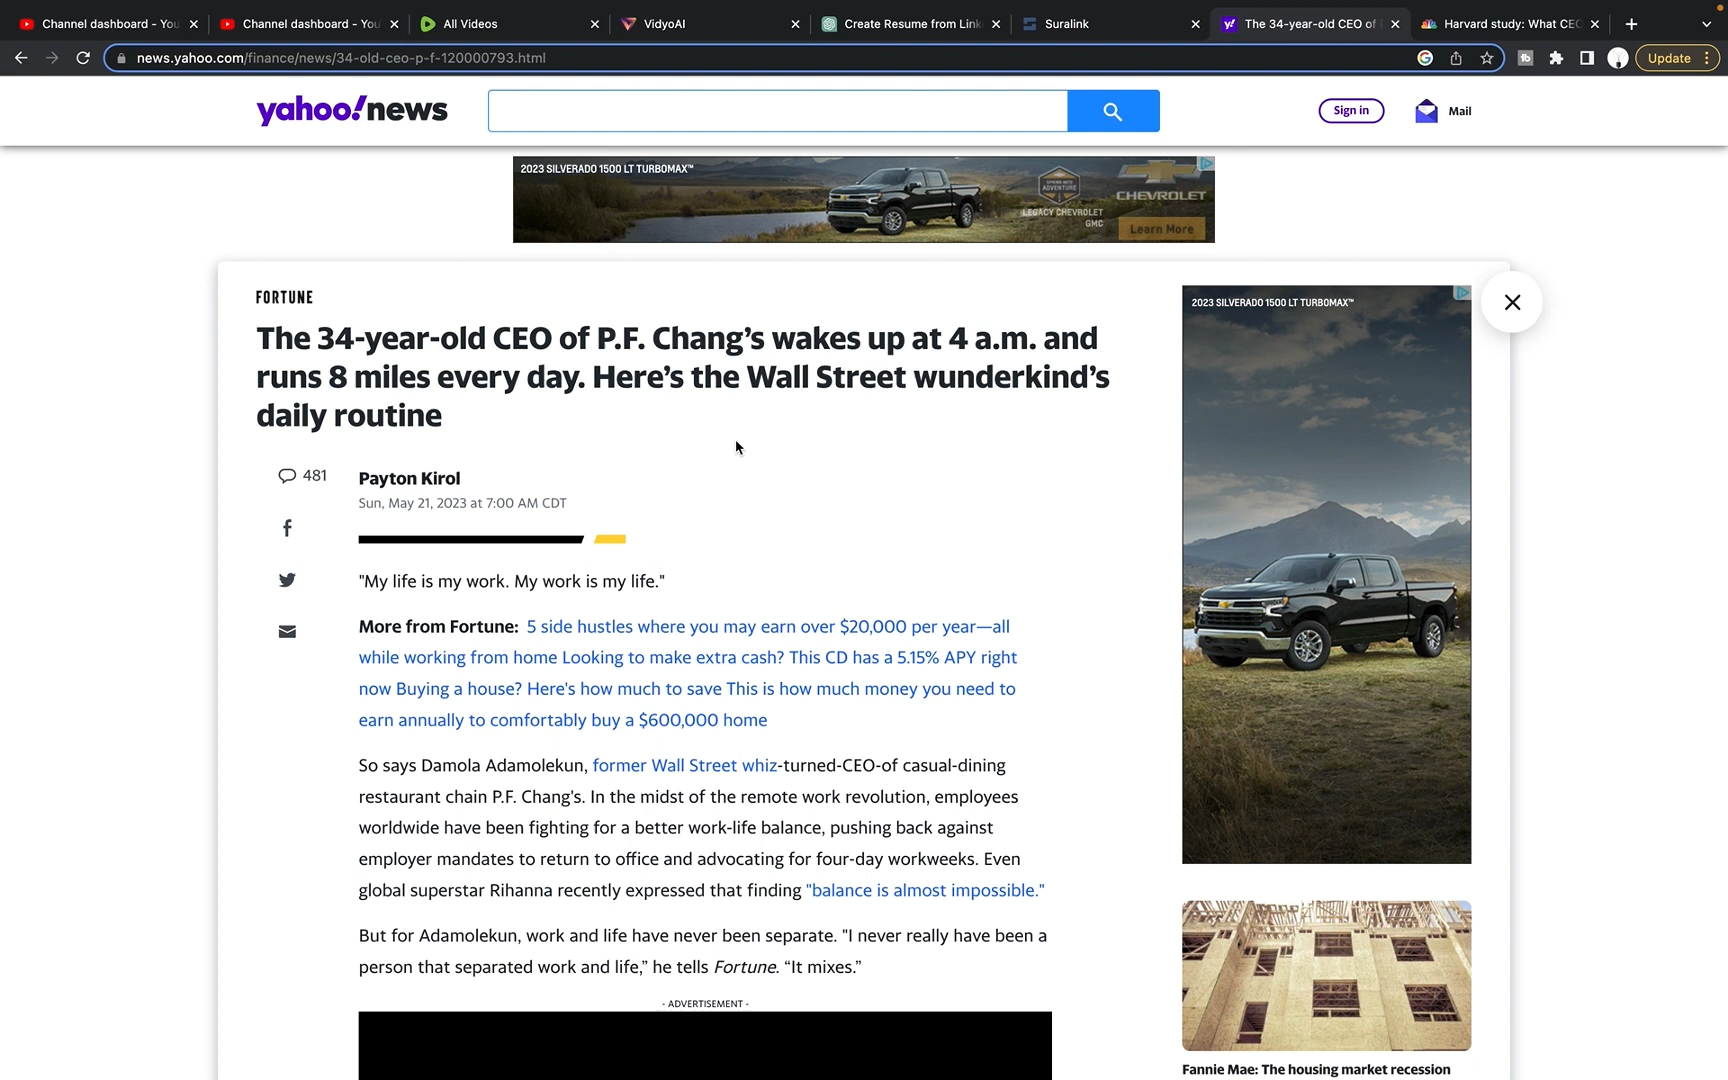 Channel dashboard - You
Channel dashboard - You
All Videos
VidyoAI
Create Resume from Link
Suralink
The 34-year-old CEO of
Harvard study: What CEO
news.yahoo.com/finance/news/34-old-ceo-p-f-120000793.html
Update
yahoo!news
Sign in
Mail
2023 SILVERADO 1500 LT TURBOMAX™
SPRING INTO
ADVENTURE
LEGACY CHEVROLET
GMC
CHEVROLET
Learn More
FORTUNE
The 34-year-old CEO of P.F. Chang’s wakes up at 4 a.m. and
runs 8 miles every day. Here’s the Wall Street wunderkind’s
daily routine
2023 SILVERADO 1500 LT TURBOMAX™
481
Payton Kirol
Sun, May 21, 2023 at 7:00 AM CDT
"My life is my work. My work is my life."
More from Fortune: 5 side hustles where you may earn over $20,000 per year—all
while working from home Looking to make extra cash? This CD has a 5.15% APY right
now Buying a house? Here's how much to save This is how much money you need to
earn annually to comfortably buy a $600,000 home
So says Damola Adamolekun, former Wall Street whiz-turned-CEO-of casual-dining
restaurant chain P.F. Chang's. In the midst of the remote work revolution, employees
worldwide have been fighting for a better work-life balance, pushing back against
employer mandates to return to office and advocating for four-day workweeks. Even
global superstar Rihanna recently expressed that finding "balance is almost impossible."
But for Adamolekun, work and life have never been separate. "I never really have been a
person that separated work and life,” he tells Fortune. “It mixes.”
- ADVERTISEMENT -
Fannie Mae: The housing market recession